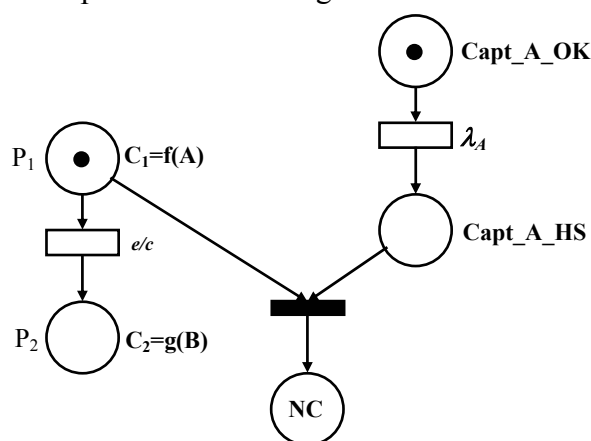 Capt_A_OK
λA
P1
C1=f(A)
e/c
Capt_A_HS
P2
C2=g(B)
NC